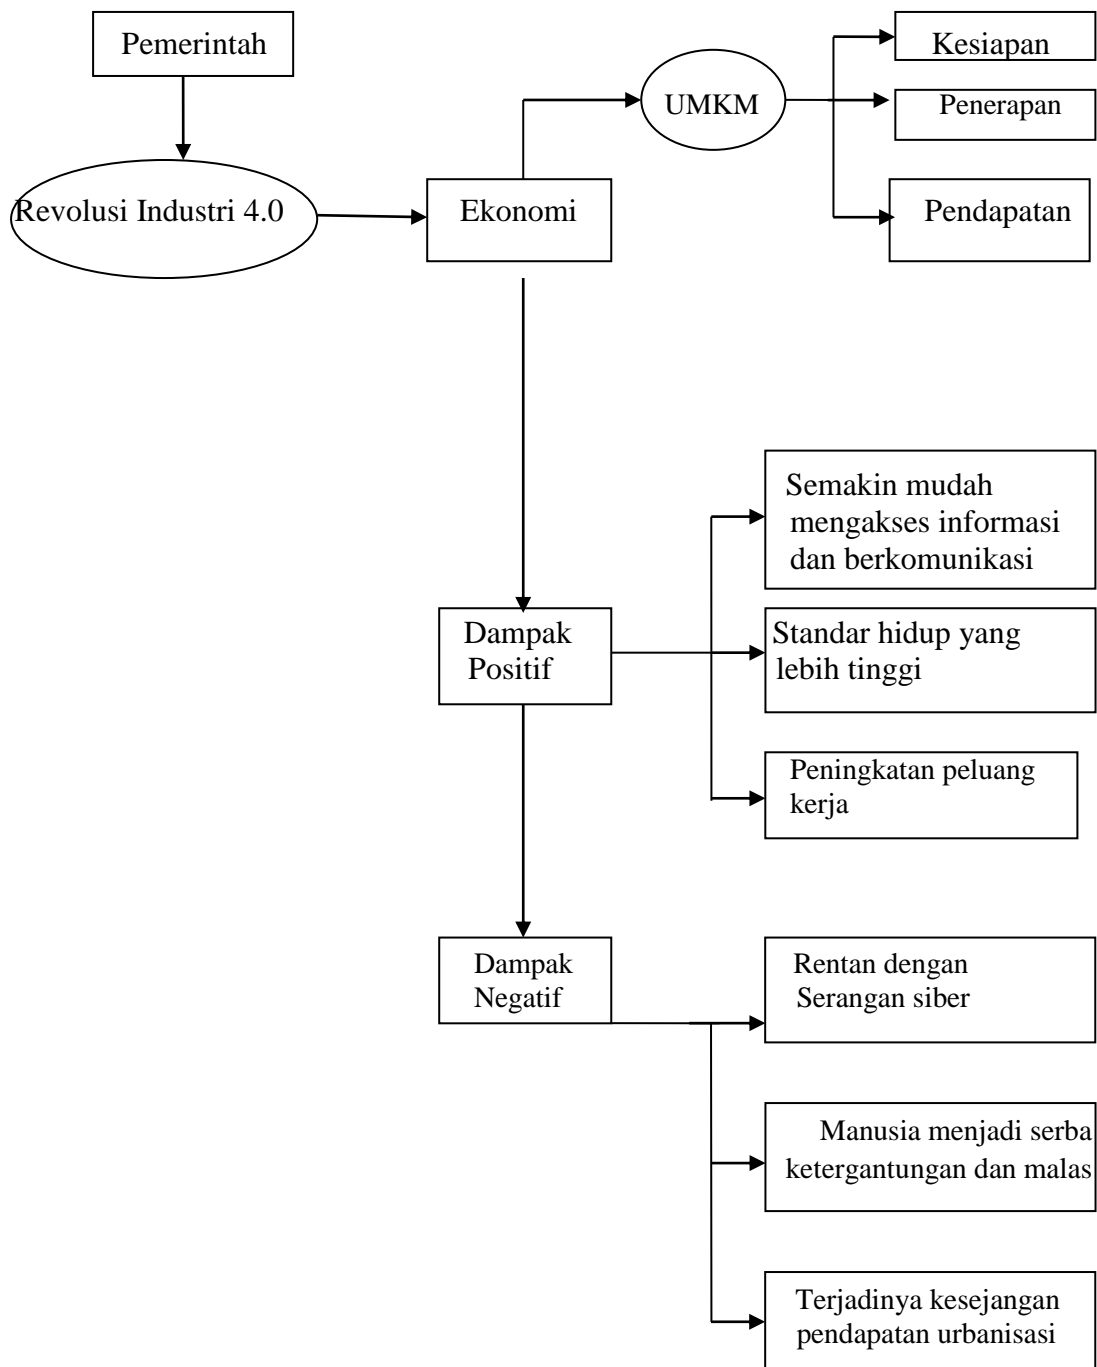 Pemerintah
Revolusi Industri 4.0
Ekonomi
UMKM
Kesiapan
Penerapan
Pendapatan
Dampak
Positif
Semakin mudah
mengakses informasi
dan berkomunikasi
Standar hidup yang
lebih tinggi
Peningkatan peluang
kerja
Dampak
Negatif
Rentan dengan
Serangan siber
Manusia menjadi serba
ketergantungan dan malas
Terjadinya kesejangan
pendapatan urbanisasi